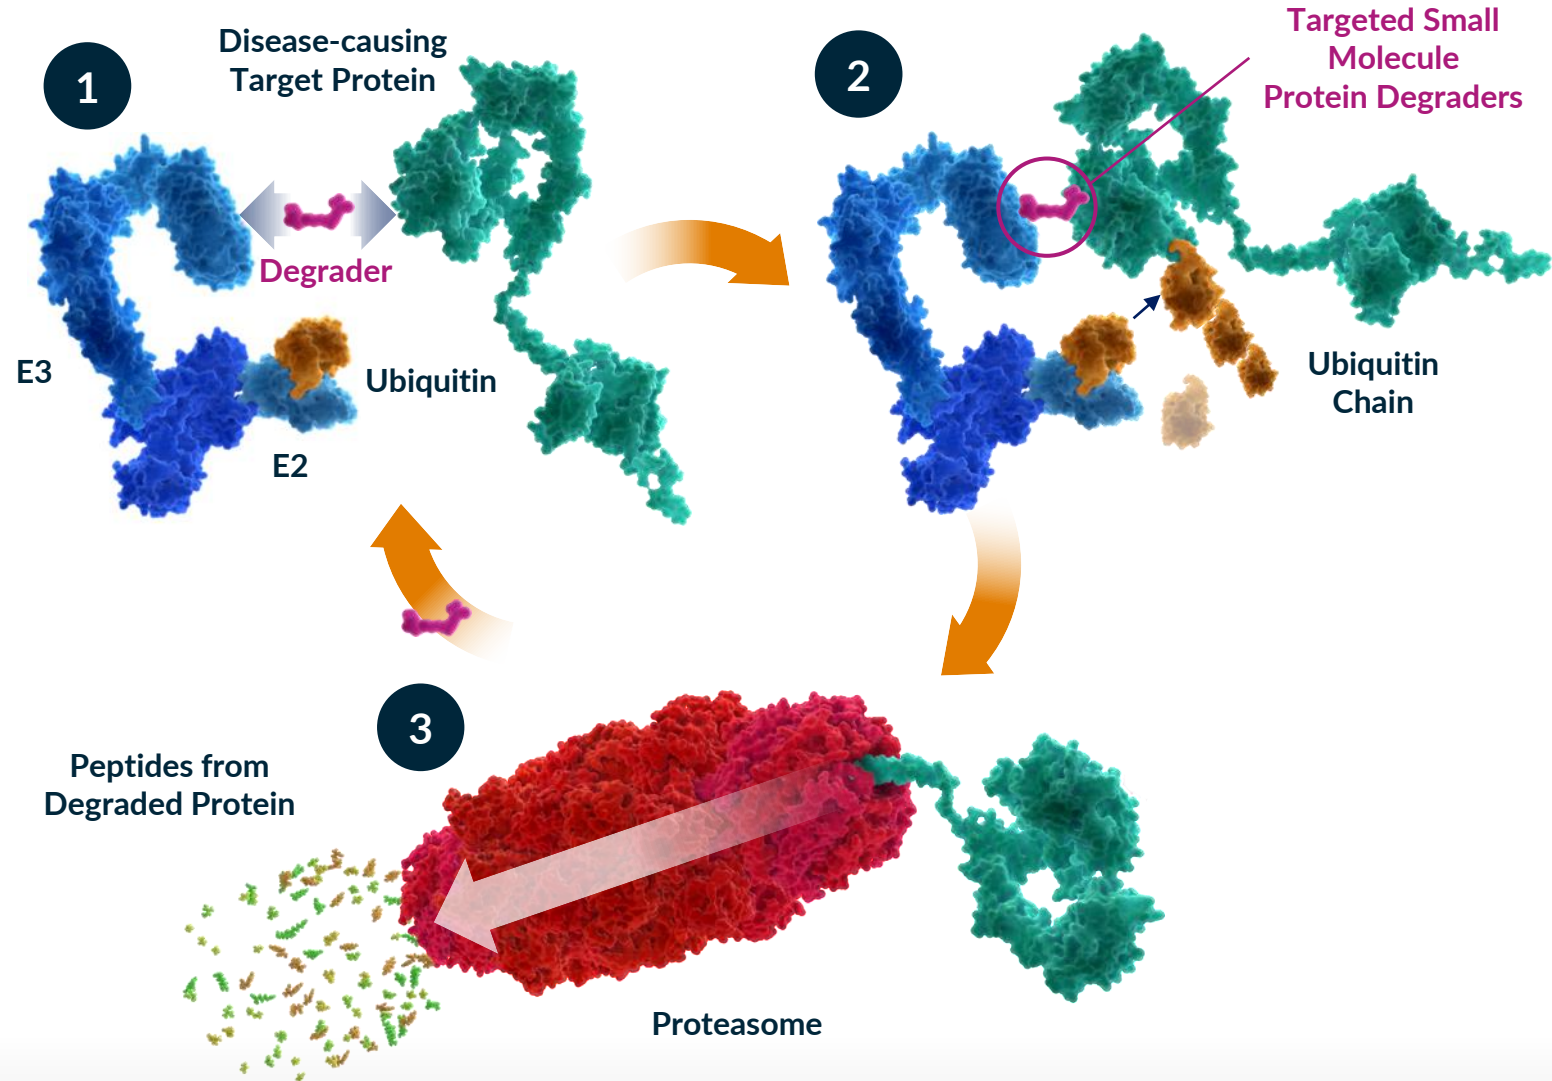 1
Disease-causing
Target Protein
Degrader
E3
Ubiquitin
E2
2
Targeted Small
Molecule
Protein Degraders
Ubiquitin
Chain
3
Peptides from
Degraded Protein
Proteasome